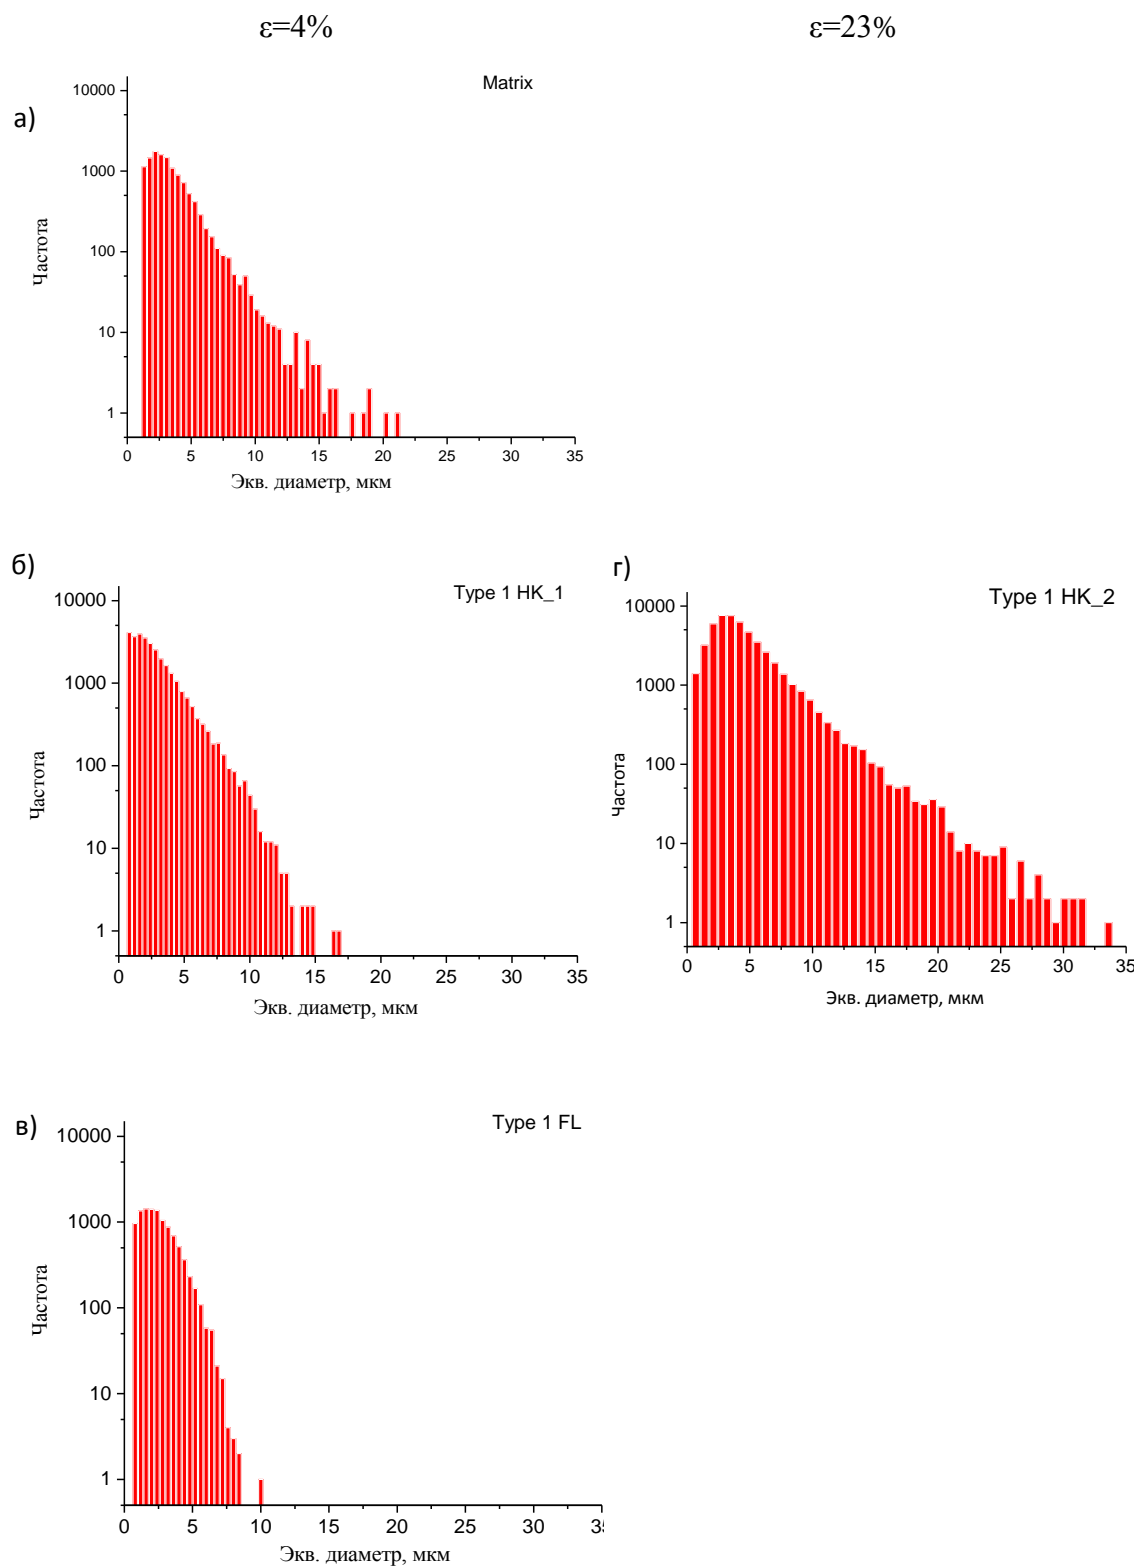 ε=4%
ε=23%
а)
Matrix
10000
1000
100
10
1
Частота
0 5 10 15 20 25 30 35
Экв. диаметр, мкм
б)
Type 1 HK_1
10000
1000
100
10
1
Частота
0 5 10 15 20 25 30 35
Экв. диаметр, мкм
г)
Type 1 HK_2
10000
1000
100
10
1
Частота
0 5 10 15 20 25 30 35
Экв. диаметр, мкм
в)
Type 1 FL
10000
1000
100
10
1
Частота
0 5 10 15 20 25 30 35
Экв. диаметр, мкм